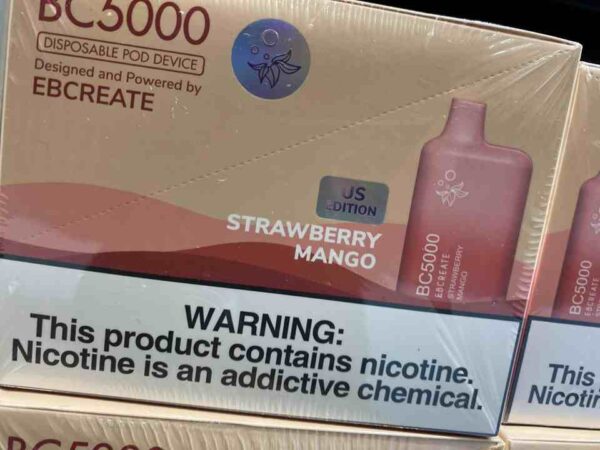 BC5000
DISPOSABLE POD DEVICE
Designed and Powered by
EBCREATE
US
EDITION
STRAWBERRY
MANGO
BC5000
EBCREATE
STRAWBERRY
MANGO
WARNING:
This product contains nicotine.
Nicotine is an addictive chemical.
BC5000
EBCREATE
This
BC5000